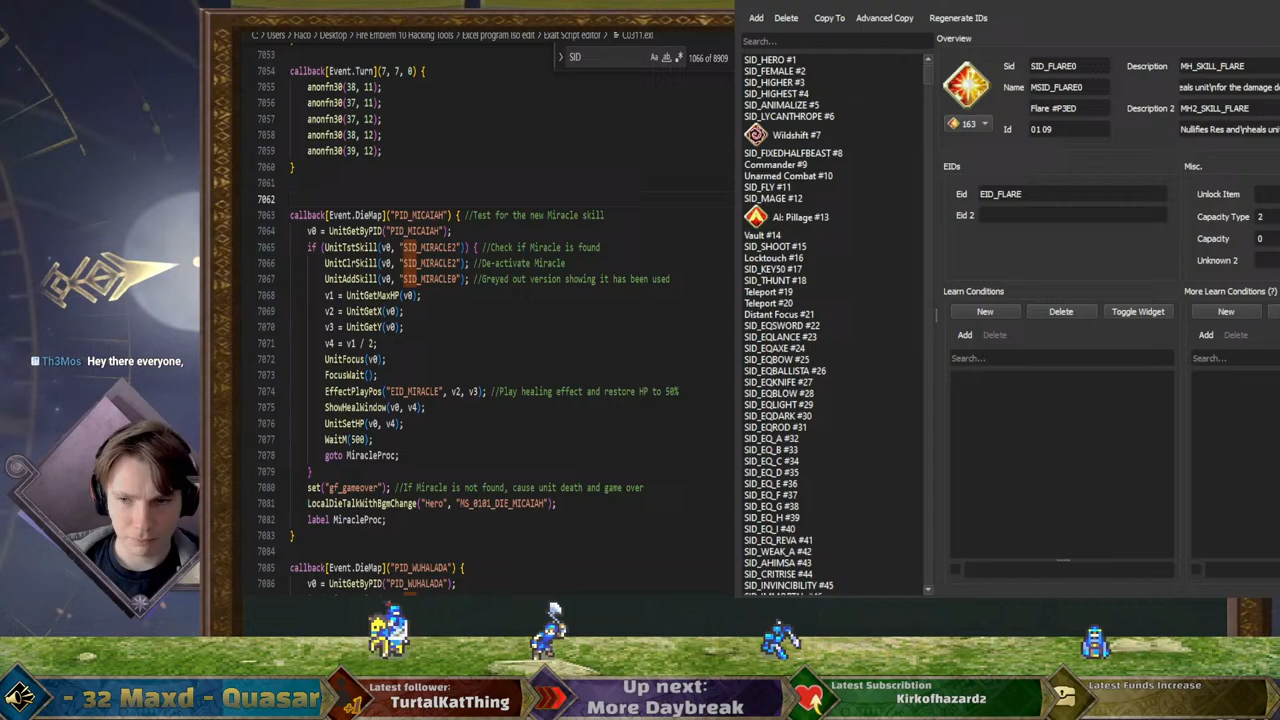 C: > Users > Haco > Desktop > Fire Emblem 10 Hacking Tools > Excel program iso edit > Exalt Script editor > C0311.exl
SID
1066 of 8909
7053
7054 callback[Event.Turn](7, 7, 0) {
7055 anonfn30(38, 11);
7056 anonfn30(37, 11);
7057 anonfn30(37, 12);
7058 anonfn30(38, 12);
7059 anonfn30(39, 12);
7060 }
7061
7062
7063 callback[Event.DieMap]("PID_MICAIAH") { //Test for the new Miracle skill
7064 v0 = UnitGetByPID("PID_MICAIAH");
7065 if (UnitTstSkill(v0, "SID_MIRACLE2")) { //Check if Miracle is found
7066 UnitClrSkill(v0, "SID_MIRACLE2"); //De-activate Miracle
7067 UnitAddSkill(v0, "SID_MIRACLE0"); //Greyed out version showing it has been used
7068 v1 = UnitGetMaxHP(v0);
7069 v2 = UnitGetX(v0);
7070 v3 = UnitGetY(v0);
7071 v4 = v1 / 2;
7072 UnitFocus(v0);
7073 FocusWait();
7074 EffectPlayPos("EID_MIRACLE", v2, v3); //Play healing effect and restore HP to 50%
7075 ShowHealWindow(v0, v4);
7076 UnitSetHP(v0, v4);
7077 WaitM(500);
7078 goto MiracleProc;
7079 }
7080 set("gf_gameover"); //If Miracle is not found, cause unit death and game over
7081 LocalDieTalkWithBgmChange("Hero", "MS_0101_DIE_MICAIAH");
7082 label MiracleProc;
7083 }
7084
7085 callback[Event.DieMap]("PID_WUHALADA") {
7086 v0 = UnitGetByPID("PID_WUHALADA");
Th3Mos Hey there everyone,
Add Delete Copy To Advanced Copy Regenerate IDs
Search...
SID_HERO #1
SID_FEMALE #2
SID_HIGHER #3
SID_HIGHEST #4
SID_ANIMALIZE #5
SID_LYCANTHROPE #6
Wildshift #7
SID_FIXEDHALFBEAST #8
Commander #9
Unarmed Combat #10
SID_FLY #11
SID_MAGE #12
AI: Pillage #13
Vault #14
SID_SHOOT #15
Locktouch #16
SID_KEY50 #17
SID_THUNT #18
Teleport #19
Teleport #20
Distant Focus #21
SID_EQSWORD #22
SID_EQLANCE #23
SID_EQAXE #24
SID_EQBOW #25
SID_EQBALLISTA #26
SID_EQKNIFE #27
SID_EQBLOW #28
SID_EQLIGHT #29
SID_EQDARK #30
SID_EQROD #31
SID_EQ_A #32
SID_EQ_B #33
SID_EQ_C #34
SID_EQ_D #35
SID_EQ_E #36
SID_EQ_F #37
SID_EQ_G #38
SID_EQ_H #39
SID_EQ_I #40
SID_EQ_REVA #41
SID_WEAK_A #42
SID_AHIMSA #43
SID_CRITRISE #44
SID_INVINCIBILITY #45
Overview
Sid SID_FLARE0 Description MH_SKILL_FLARE
Name MSID_FLARE0 eals unit\nfor the damage d
Flare #P3ED Description 2 MH2_SKILL_FLARE
163 Id 01 09 Nullifies Res and\nheals uni
EIDs Misc.
Eid EID_FLARE Unlock Item
Eid 2 Capacity Type 2
Capacity 0
Unknown 2
Learn Conditions More Learn Conditions (?)
New Delete Toggle Widget New
Add Delete Add Delete
Search... Search...
- 32 Maxd - Quasar
Latest follower:
TurtalKatThing
+1
Up next:
More Daybreak
Latest Subscribtion
Kirkofhazard2
Latest Funds Increase